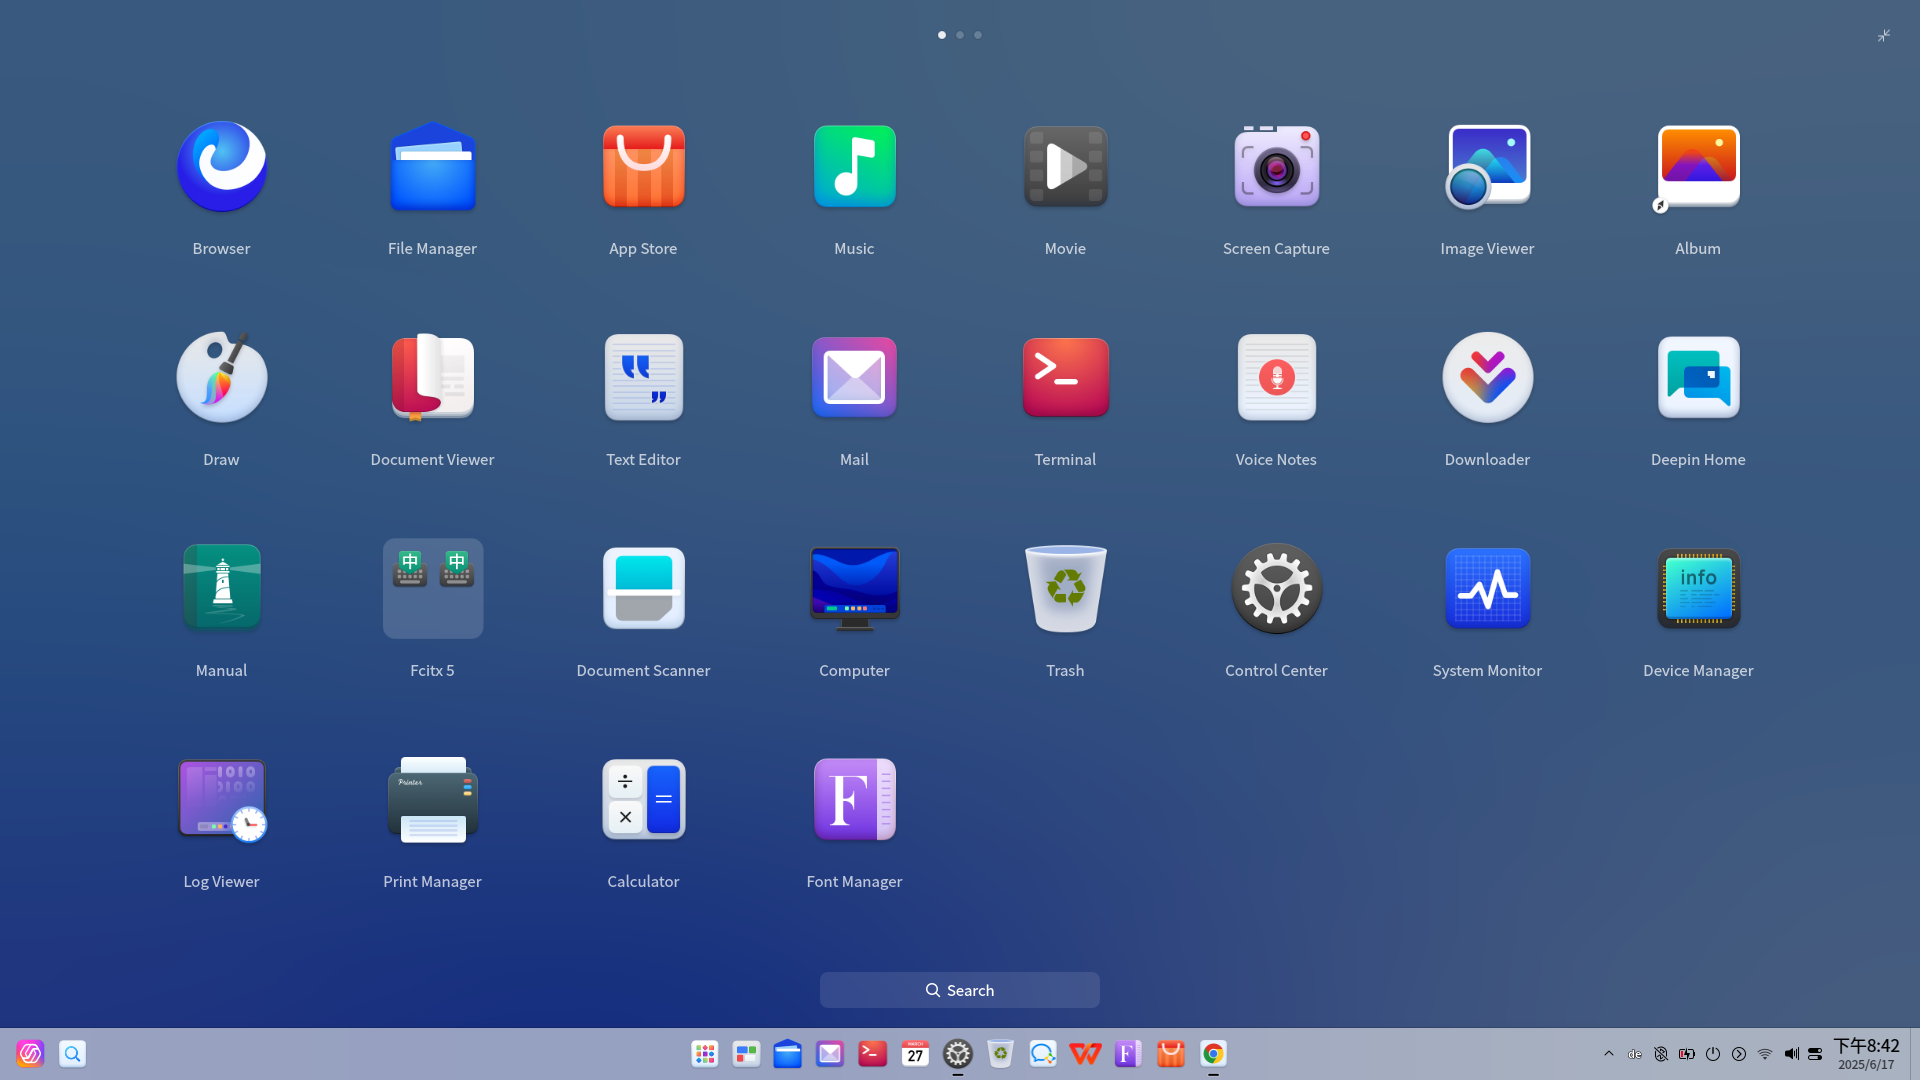 Browser
File Manager
App Store
Music
Movie
Screen Capture
Image Viewer
Album
Draw
Document Viewer
Text Editor
Mail
Terminal
Voice Notes
Downloader
Deepin Home
中
中
info
Manual
Fcitx 5
Document Scanner
Computer
Trash
Control Center
System Monitor
Device Manager
Printer
F
Log Viewer
Print Manager
Calculator
Font Manager
Search
MARCH
27
F
de
下午8:42
2025/6/17